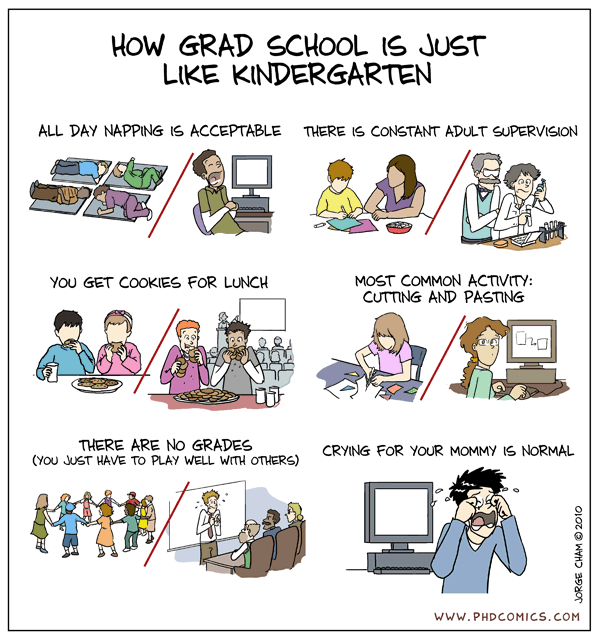 HOW GRAD SCHOOL IS JUST
LIKE KINDERGARTEN
ALL DAY NAPPING IS ACCEPTABLE
THERE IS CONSTANT ADULT SUPERVISION
YOU GET COOKIES FOR LUNCH
MOST COMMON ACTIVITY:
CUTTING AND PASTING
THERE ARE NO GRADES
(YOU JUST HAVE TO PLAY WELL WITH OTHERS)
CRYING FOR YOUR MOMMY IS NORMAL
JORGE CHAM © 2010
WWW.PHDCOMICS.COM